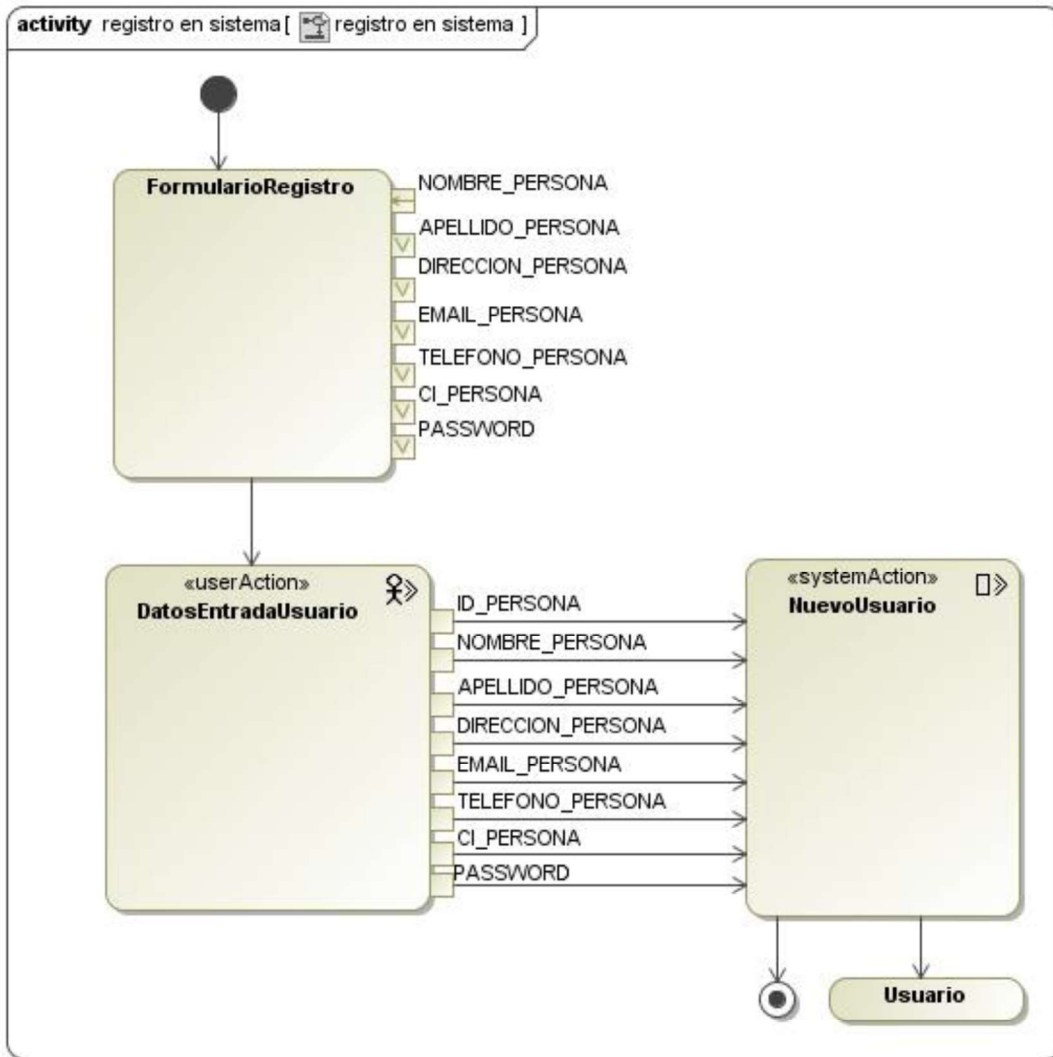 activity registro en sistema [ registro en sistema ]
FormularioRegistro
NOMBRE_PERSONA
APELLIDO_PERSONA
DIRECCION_PERSONA
EMAIL_PERSONA
TELEFONO_PERSONA
CI_PERSONA
PASSWORD
«userAction»
DatosEntradaUsuario
ID_PERSONA
NOMBRE_PERSONA
APELLIDO_PERSONA
DIRECCION_PERSONA
EMAIL_PERSONA
TELEFONO_PERSONA
CI_PERSONA
PASSWORD
«systemAction»
NuevoUsuario
Usuario